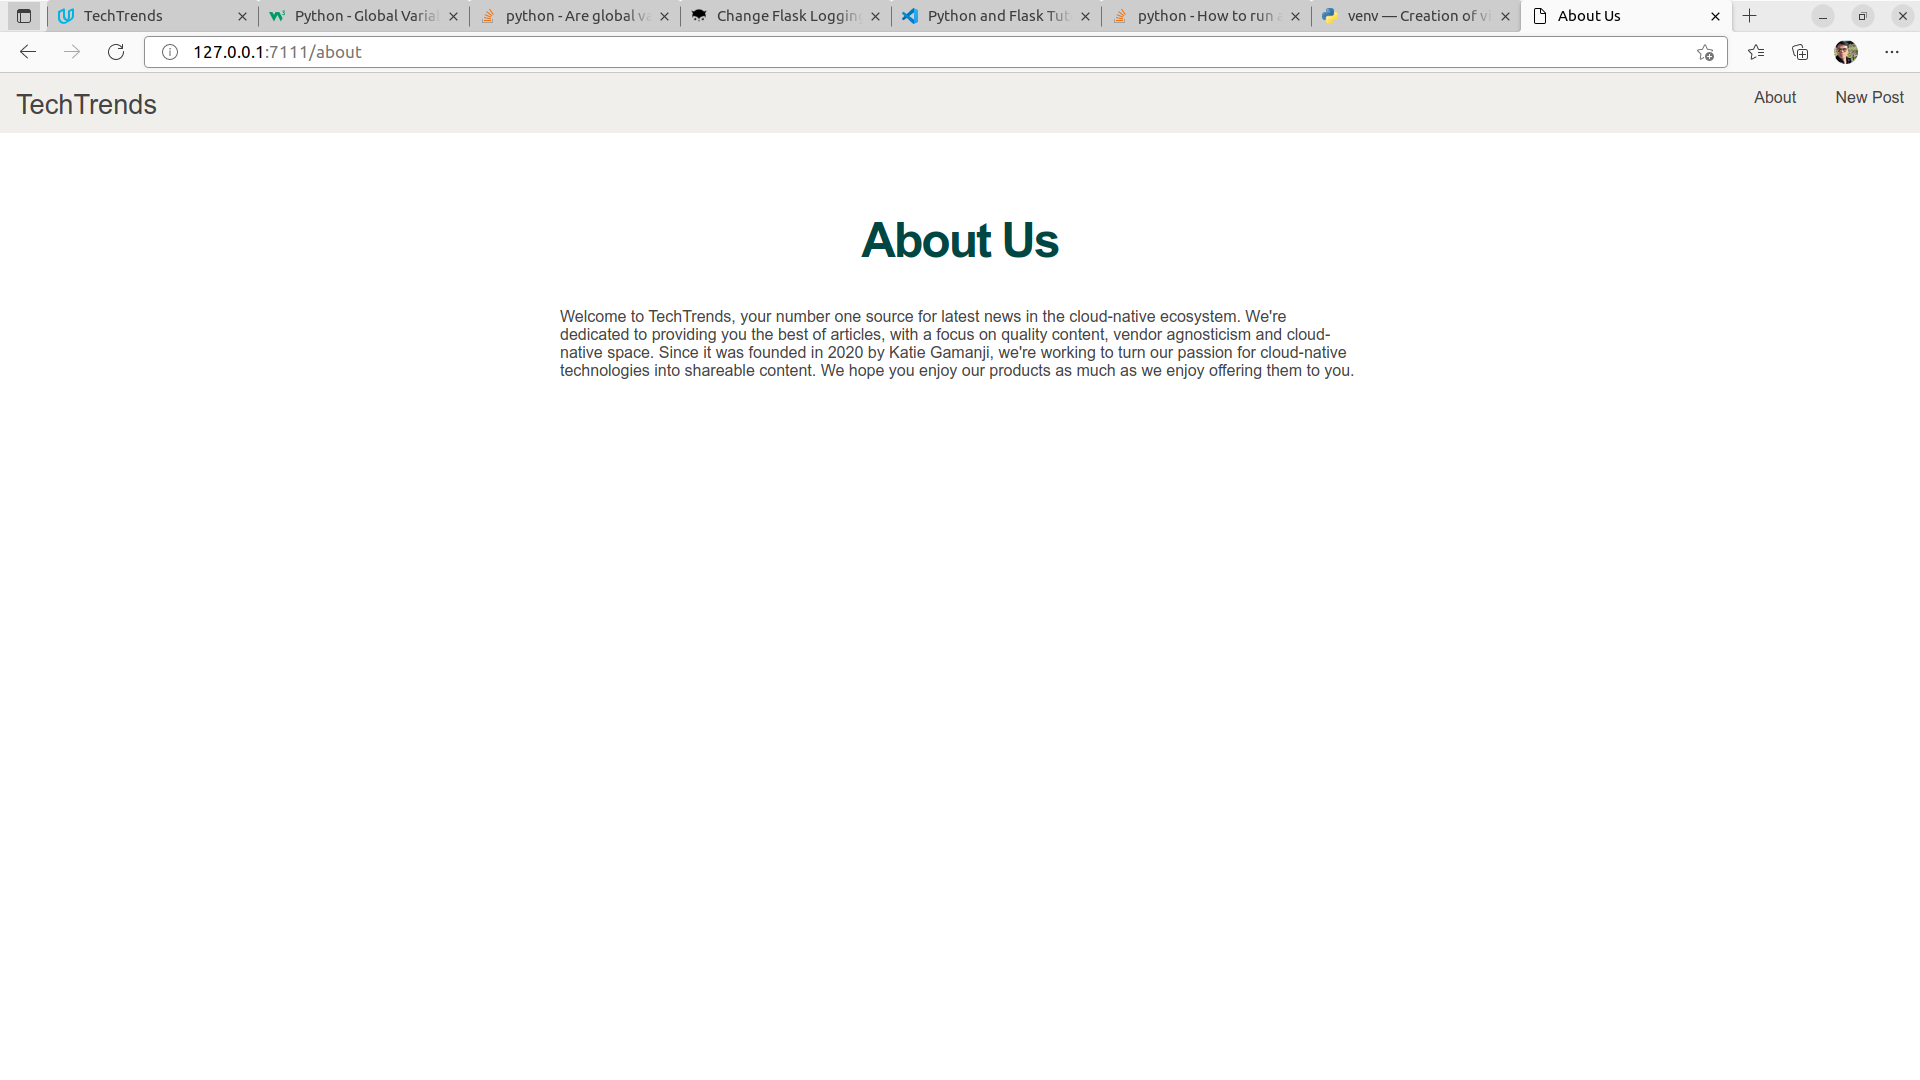 TechTrends
Python - Global Varia
python - Are global va
Change Flask Logging
Python and Flask Tut
python - How to run a
venv — Creation of vi
About Us
127.0.0.1:7111/about
TechTrends
About
New Post
About Us
Welcome to TechTrends, your number one source for latest news in the cloud-native ecosystem. We're
dedicated to providing you the best of articles, with a focus on quality content, vendor agnosticism and cloud-
native space. Since it was founded in 2020 by Katie Gamanji, we're working to turn our passion for cloud-native
technologies into shareable content. We hope you enjoy our products as much as we enjoy offering them to you.